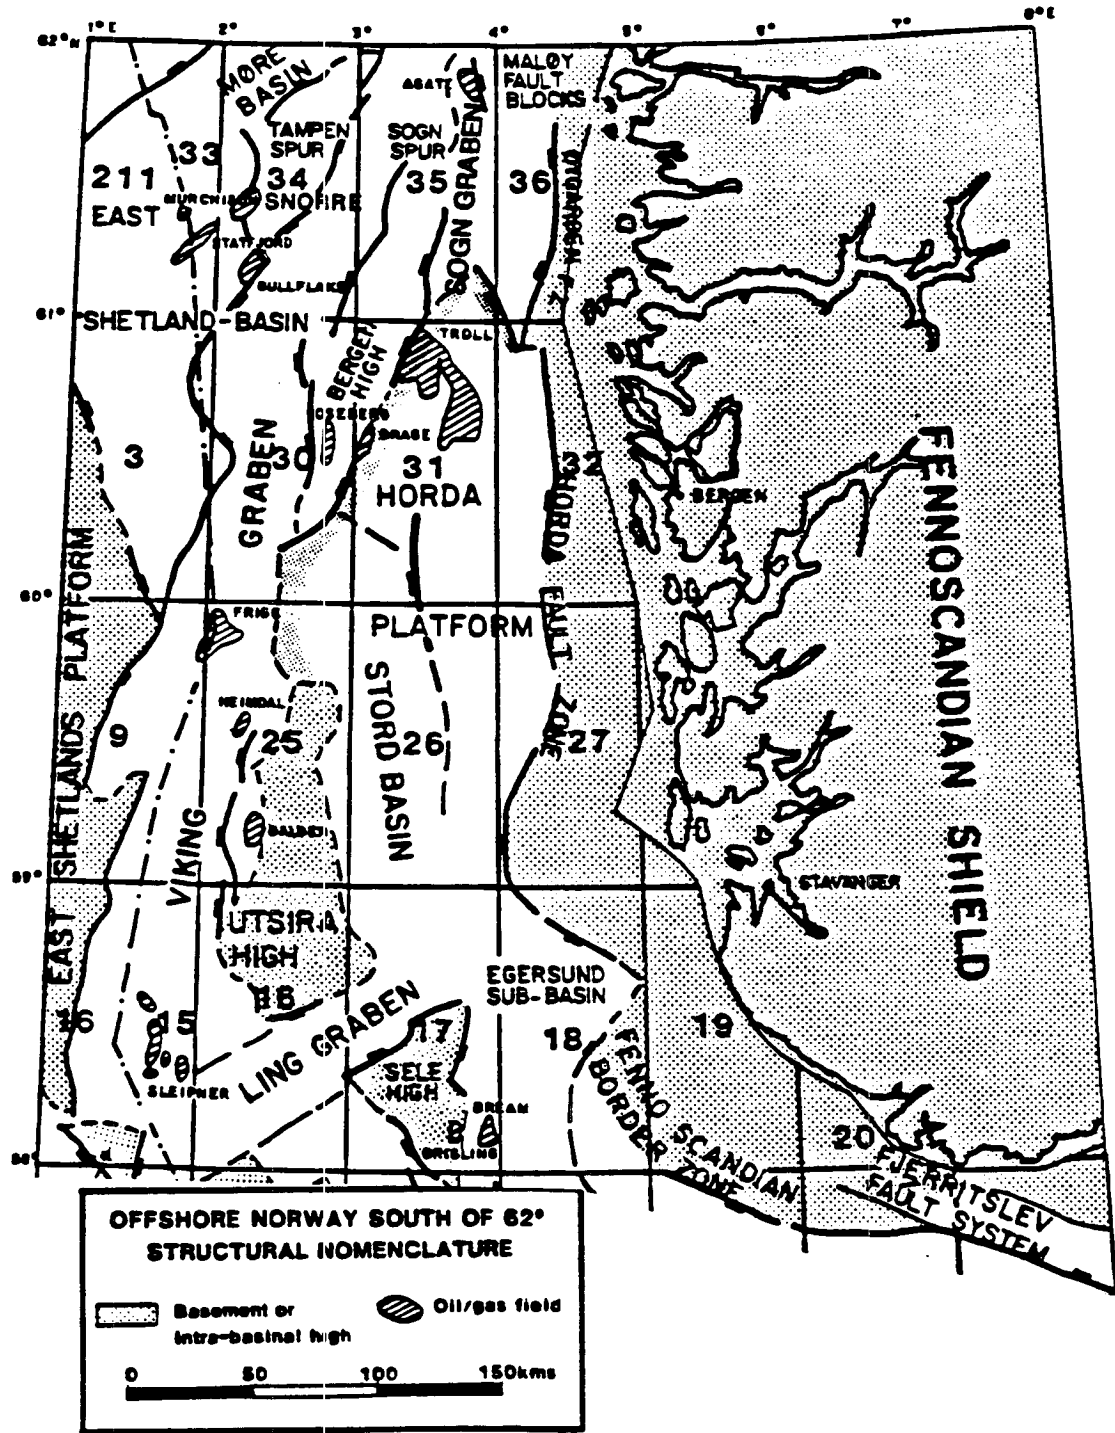 1° E
2°
3°
4°
5°
6°
7°
8° E
62° N
MØRE
BASIN
AGATE
MALØY
FAULT
BLOCKS
TAMPEN
SPUR
SOGN
SPUR
SOGN GRABEN
33
34
35
36
211
EAST
SNOFIRE
STATFJORD
GULLFLAKE
61°
SHETLAND-BASIN
TROLL
BERGEN
HIGH
OSEBERG
BRAGE
3
30
31
32
GRABEN
HORDA
HORDA FAULT ZONE
BERGEN
FENNOSCANDIAN SHIELD
60°
FRIGG
PLATFORM
EAST SHETLANDS PLATFORM
HEIMDAL
9
25
STORD BASIN
26
27
VIKING
BALDER
59°
STAVANGER
UTSIRA
HIGH
16
EGERSUND
SUB-BASIN
16
15
17
18
19
SLEIPNER
LING GRABEN
SELE
HIGH
BREAM
BRISLING
FENNO SCANDIAN
BORDER ZONE
20
58°
FJERRITSLEV
FAULT SYSTEM
OFFSHORE NORWAY SOUTH OF 62°
STRUCTURAL NOMENCLATURE
Basement or
intra-basinal high
Oil/gas field
0 50 100 150kms